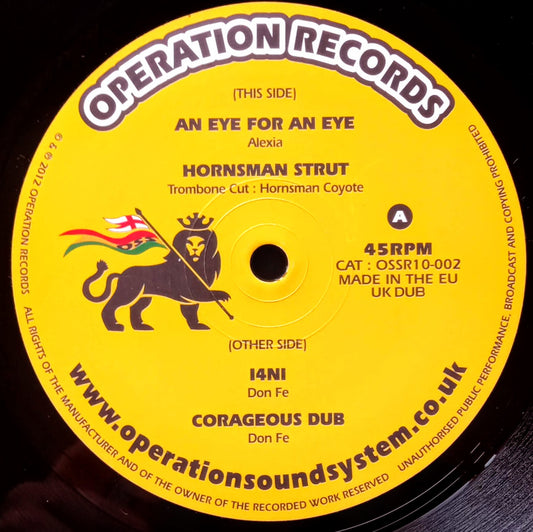 OPERATION RECORDS
(THIS SIDE)
AN EYE FOR AN EYE
Alexia
HORNSMAN STRUT
Trombone Cut : Hornsman Coyote
A
45RPM
CAT : OSSR10-002
MADE IN THE EU
UK DUB
(OTHER SIDE)
I4NI
Don Fe
CORAGEOUS DUB
Don Fe
www.operationsoundsystem.co.uk
© & ℗ 2012 OPERATION RECORDS ALL RIGHTS OF THE MANUFACTURER AND OF THE OWNER OF THE RECORDED WORK RESERVED UNAUTHORISED PUBLIC PERFORMANCE, BROADCAST AND COPYING PROHIBITED